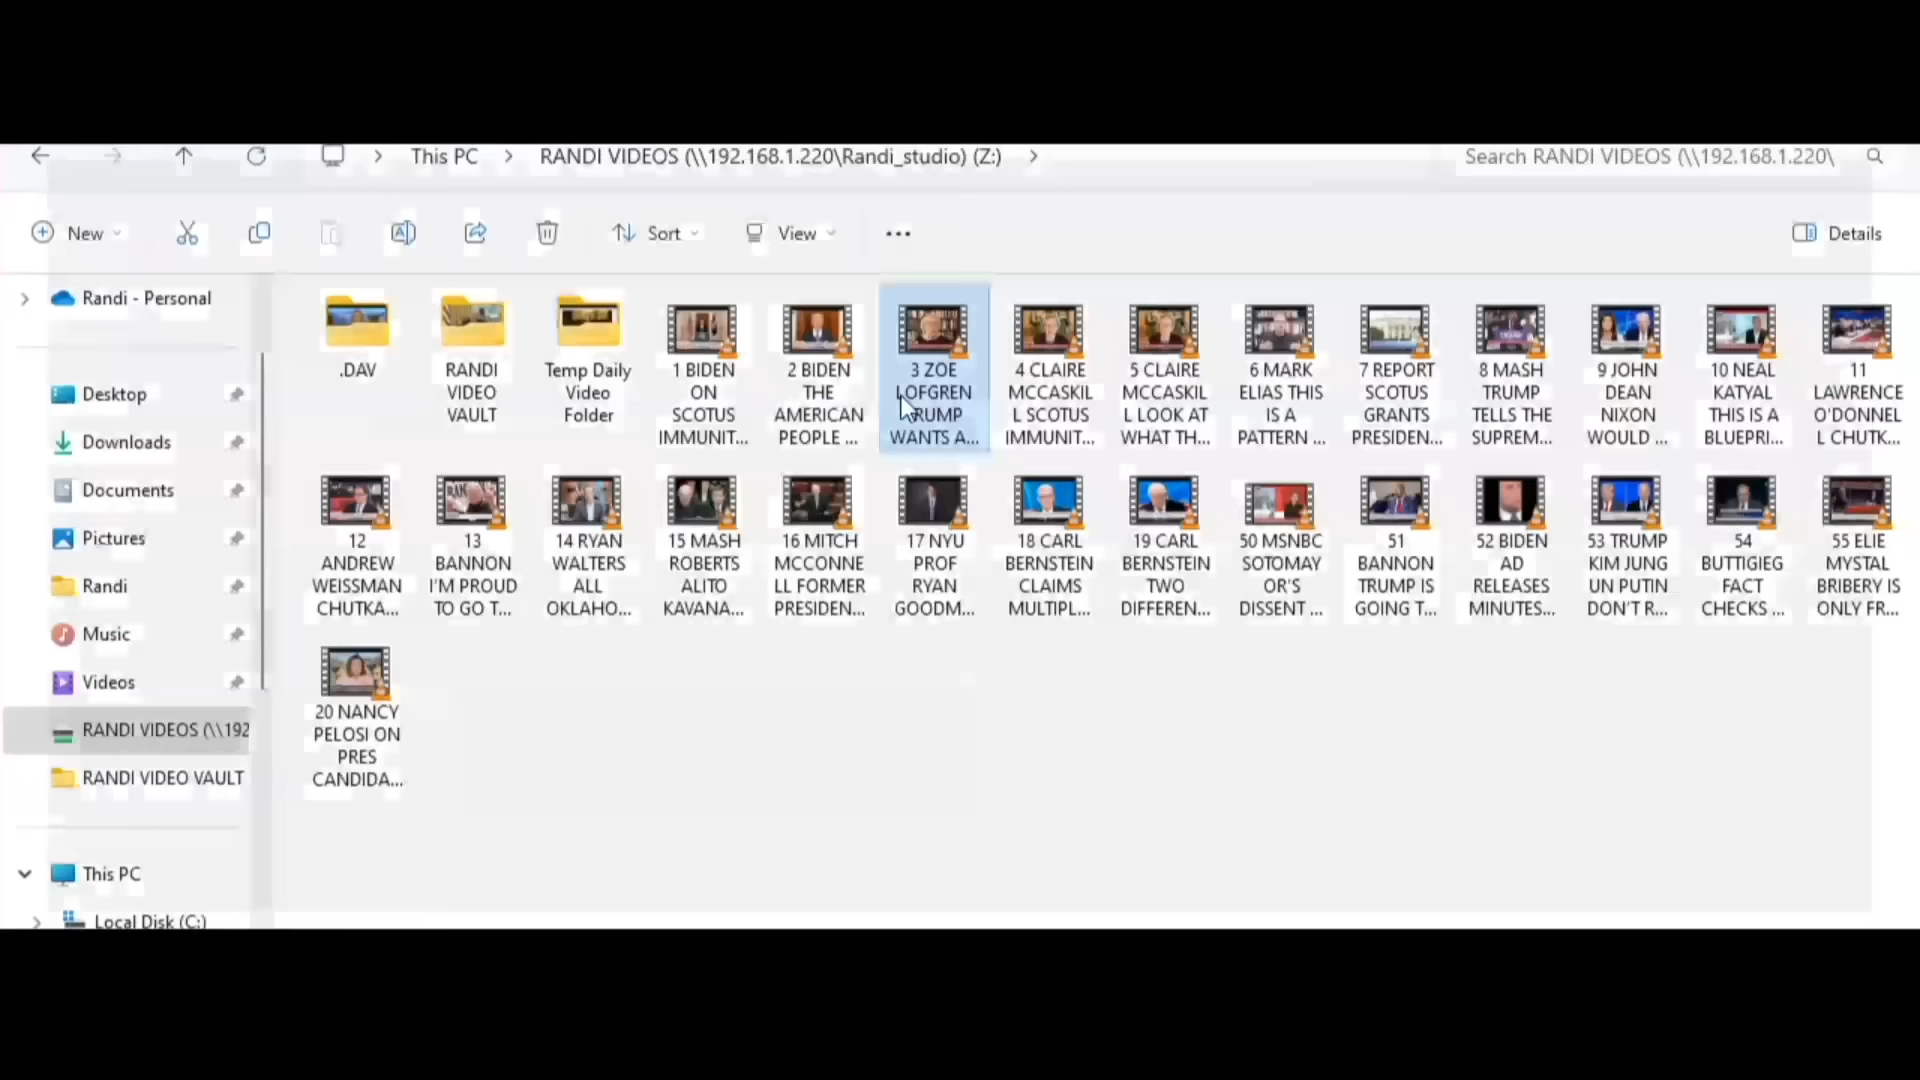 This PC
RANDI VIDEOS (\\192.168.1.220\Randi_studio) (Z:)
Search RANDI VIDEOS (\\192.168.1.220\
New
Sort
View
Details
Randi - Personal
Desktop
Downloads
Documents
Pictures
Randi
Music
Videos
RANDI VIDEOS (\\192
RANDI VIDEO VAULT
This PC
Local Disk (C:)
.DAV
RANDI
VIDEO
VAULT
Temp Daily
Video
Folder
1 BIDEN
ON
SCOTUS
IMMUNIT...
2 BIDEN
THE
AMERICAN
PEOPLE ...
3 ZOE
LOFGREN
TRUMP
WANTS A...
4 CLAIRE
MCCASKIL
L SCOTUS
IMMUNIT...
5 CLAIRE
MCCASKIL
L LOOK AT
WHAT TH...
6 MARK
ELIAS THIS
IS A
PATTERN ...
7 REPORT
SCOTUS
GRANTS
PRESIDEN...
8 MASH
TRUMP
TELLS THE
SUPREM...
9 JOHN
DEAN
NIXON
WOULD ...
10 NEAL
KATYAL
THIS IS A
BLUEPRI...
11
LAWRENCE
O'DONNEL
L CHUTK...
12
ANDREW
WEISSMAN
CHUTKA...
13
BANNON
I'M PROUD
TO GO T...
14 RYAN
WALTERS
ALL
OKLAHO...
15 MASH
ROBERTS
ALITO
KAVANA...
16 MITCH
MCCONNE
LL FORMER
PRESIDEN...
17 NYU
PROF
RYAN
GOODM...
18 CARL
BERNSTEIN
CLAIMS
MULTIPL...
19 CARL
BERNSTEIN
TWO
DIFFEREN...
50 MSNBC
SOTOMAY
OR'S
DISSENT ...
51
BANNON
TRUMP IS
GOING T...
52 BIDEN
AD
RELEASES
MINUTES...
53 TRUMP
KIM JUNG
UN PUTIN
DON'T R...
54
BUTTIGIEG
FACT
CHECKS ...
55 ELIE
MYSTAL
BRIBERY IS
ONLY FR...
20 NANCY
PELOSI ON
PRES
CANDIDA...